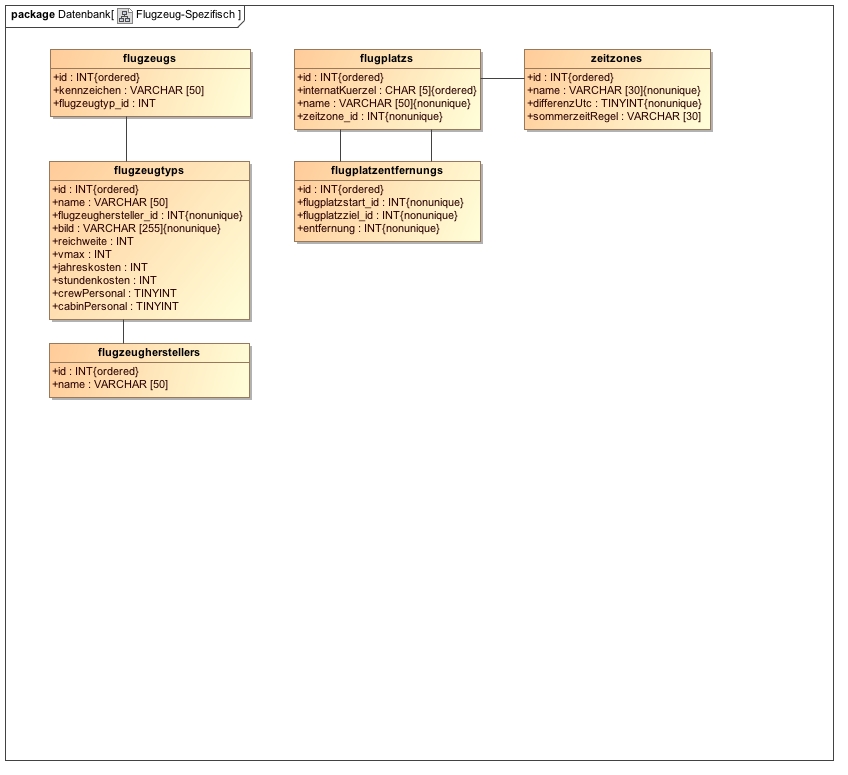 package Datenbank[ Flugzeug-Spezifisch ]
flugzeugs
+id : INT{ordered}
+kennzeichen : VARCHAR [50]
+flugzeugtyp_id : INT
flugplatzs
+id : INT{ordered}
+internatKuerzel : CHAR [5]{ordered}
+name : VARCHAR [50]{nonunique}
+zeitzone_id : INT{nonunique}
zeitzones
+id : INT{ordered}
+name : VARCHAR [30]{nonunique}
+differenzUtc : TINYINT{nonunique}
+sommerzeitRegel : VARCHAR [30]
flugzeugtyps
+id : INT{ordered}
+name : VARCHAR [50]
+flugzeughersteller_id : INT{nonunique}
+bild : VARCHAR [255]{nonunique}
+reichweite : INT
+vmax : INT
+jahreskosten : INT
+stundenkosten : INT
+crewPersonal : TINYINT
+cabinPersonal : TINYINT
flugplatzentfernungs
+id : INT{ordered}
+flugplatzstart_id : INT{nonunique}
+flugplatzziel_id : INT{nonunique}
+entfernung : INT{nonunique}
flugzeugherstellers
+id : INT{ordered}
+name : VARCHAR [50]